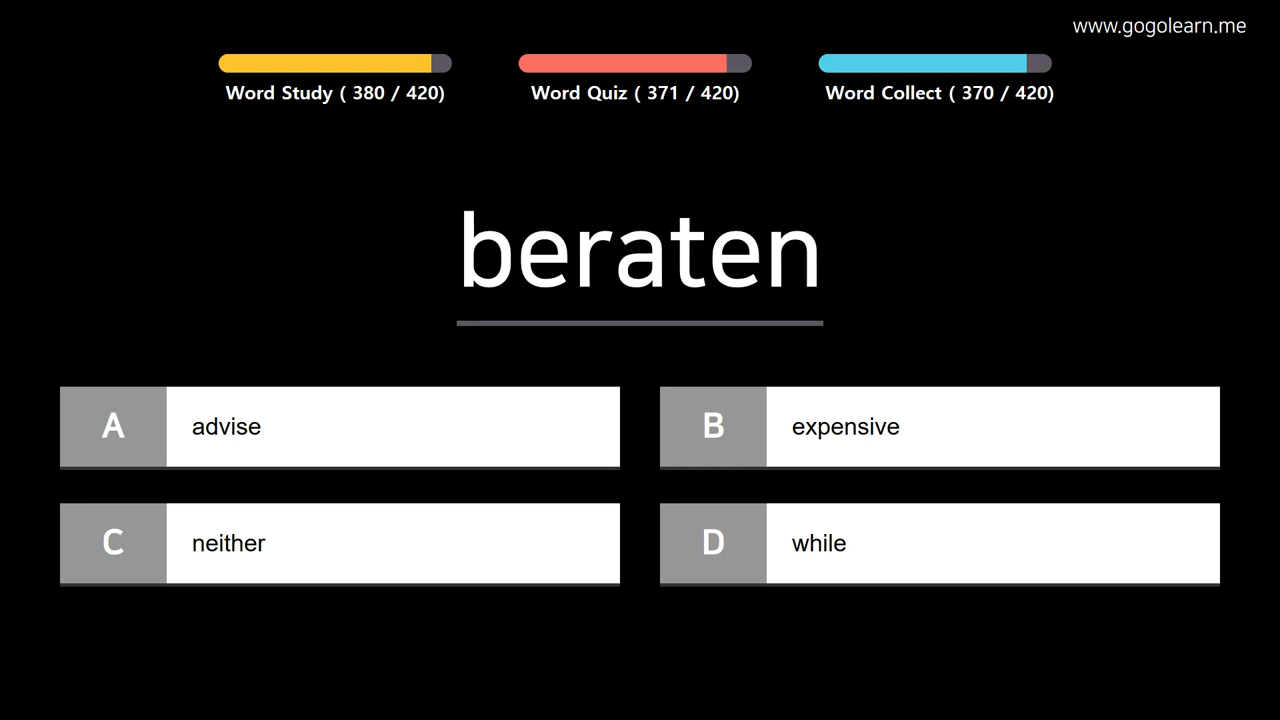 www.gogolearn.me
Word Study ( 380 / 420)
Word Quiz ( 371 / 420)
Word Collect ( 370 / 420)
beraten
A advise
B expensive
C neither
D while